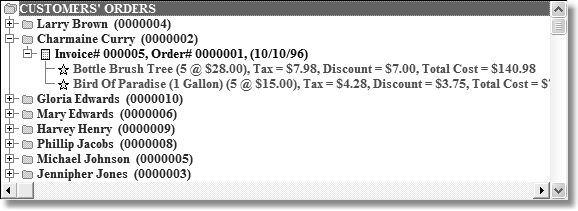 CUSTOMERS' ORDERS
Larry Brown (0000004)
Charmaine Curry (0000002)
Invoice# 000005, Order# 0000001, (10/10/96)
Bottle Brush Tree (5 @ $28.00), Tax = $7.98, Discount = $7.00, Total Cost = $140.98
Bird Of Paradise (1 Gallon) (5 @ $15.00), Tax = $4.28, Discount = $3.75, Total Cost = $
Gloria Edwards (0000010)
Mary Edwards (0000006)
Harvey Henry (0000009)
Phillip Jacobs (0000008)
Michael Johnson (0000005)
Jennipher Jones (0000003)